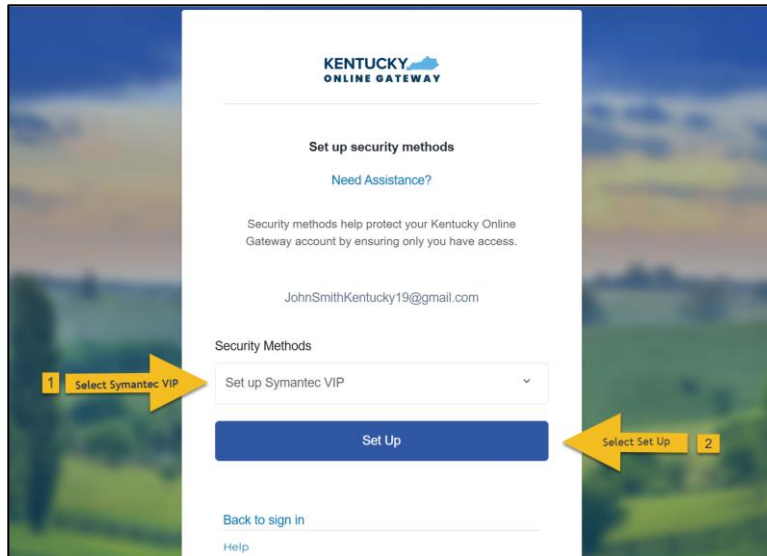 KENTUCKY
ONLINE GATEWAY
Set up security methods
Need Assistance?
Security methods help protect your Kentucky Online
Gateway account by ensuring only you have access.
JohnSmithKentucky19@gmail.com
Security Methods
1 Select Symantec VIP
Set up Symantec VIP
Set Up
Select Set Up 2
Back to sign in
Help